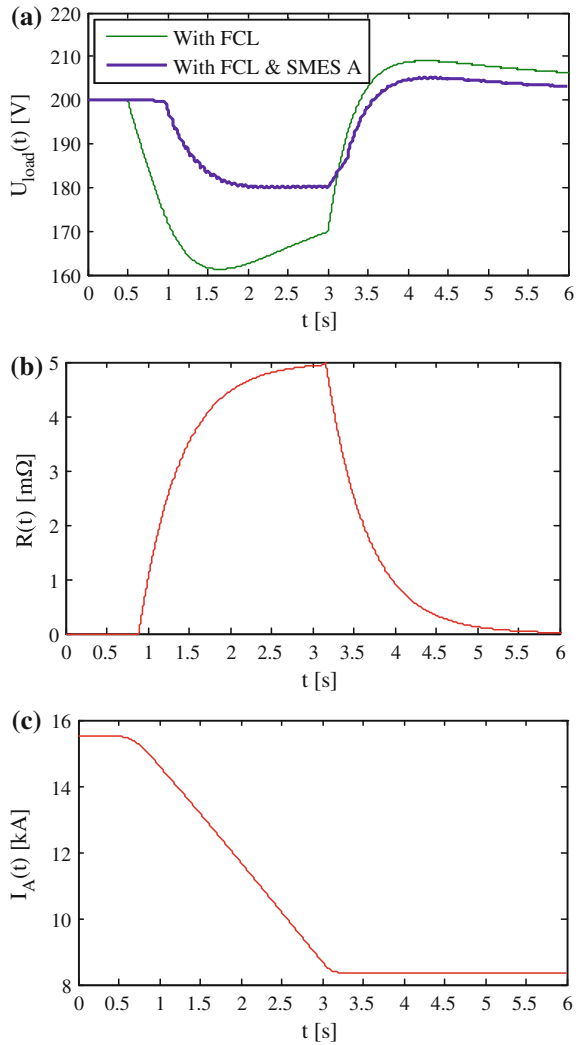 (a)
With FCL
With FCL & SMES A
220
210
200
190
180
170
160
U_load(t) [V]
0 0.5 1 1.5 2 2.5 3 3.5 4 4.5 5 5.5 6
t [s]
(b)
5
4
3
2
1
0
R(t) [mΩ]
0 0.5 1 1.5 2 2.5 3 3.5 4 4.5 5 5.5 6
t [s]
(c)
16
14
12
10
8
I_A(t) [kA]
0 0.5 1 1.5 2 2.5 3 3.5 4 4.5 5 5.5 6
t [s]